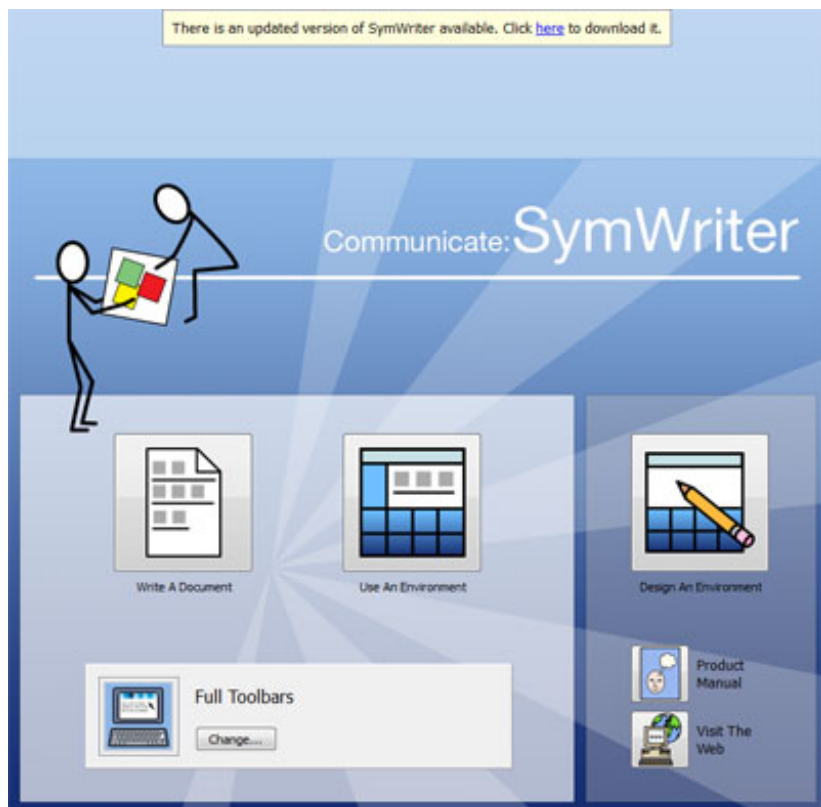 There is an updated version of SymWriter available. Click here to download it.
Communicate: SymWriter
Write A Document
Use An Environment
Design An Environment
Full Toolbars
Change...
Product
Manual
Visit The
Web